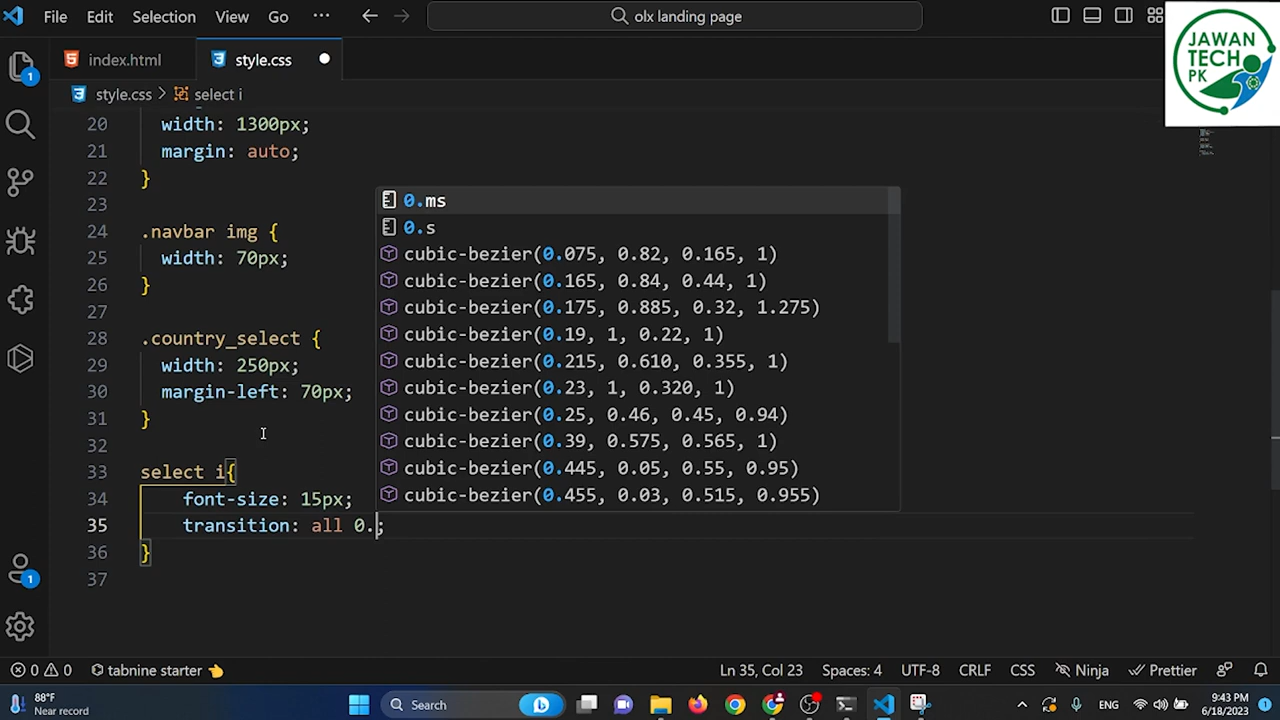 File Edit Selection View Go ··· olx landing page
JAWAN
TECH
PK
index.html style.css
style.css > select i
20 width: 1300px;
21 margin: auto;
22 }
23
24 .navbar img {
25 width: 70px;
26 }
27
28 .country_select {
29 width: 250px;
30 margin-left: 70px;
31 }
32
33 select i{
34 font-size: 15px;
35 transition: all 0.;
36 }
37
0.ms
0.s
cubic-bezier(0.075, 0.82, 0.165, 1)
cubic-bezier(0.165, 0.84, 0.44, 1)
cubic-bezier(0.175, 0.885, 0.32, 1.275)
cubic-bezier(0.19, 1, 0.22, 1)
cubic-bezier(0.215, 0.610, 0.355, 1)
cubic-bezier(0.23, 1, 0.320, 1)
cubic-bezier(0.25, 0.46, 0.45, 0.94)
cubic-bezier(0.39, 0.575, 0.565, 1)
cubic-bezier(0.445, 0.05, 0.55, 0.95)
cubic-bezier(0.455, 0.03, 0.515, 0.955)
1
1
0 0 tabnine starter Ln 35, Col 23 Spaces: 4 UTF-8 CRLF CSS Ninja Prettier
88°F
Near record
Search
ENG
9:43 PM
6/18/2023
1